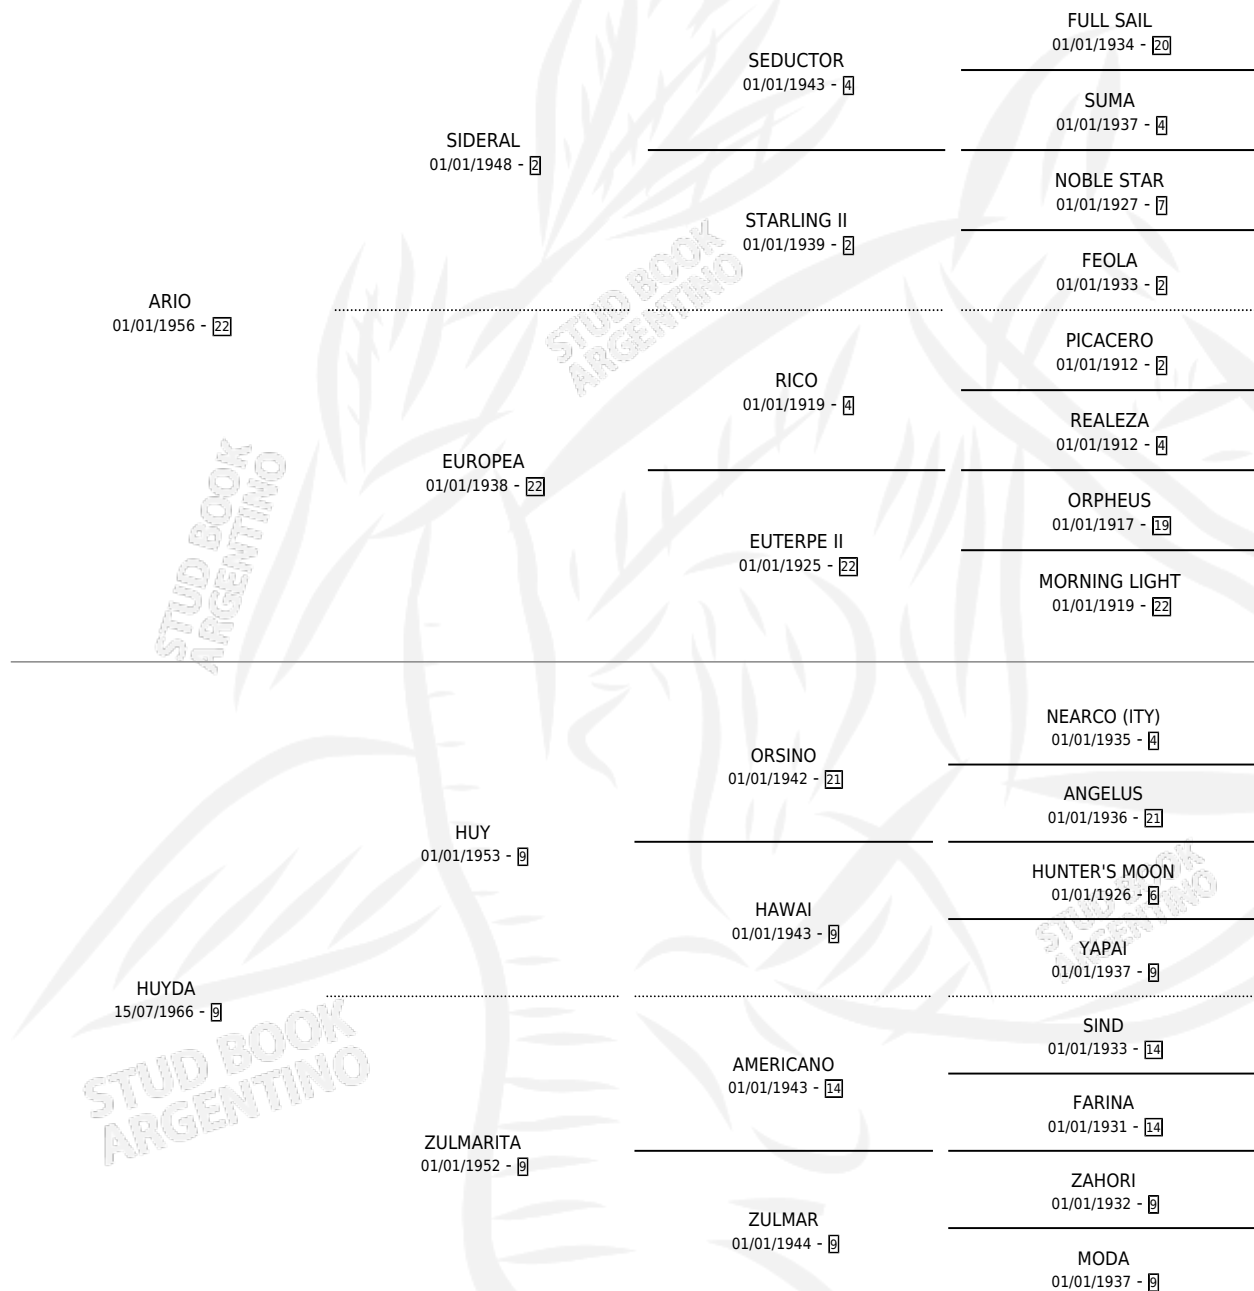 FULL SAIL
01/01/1934 - 20
SEDUCTOR
01/01/1943 - 4
SUMA
01/01/1937 - 4
SIDERAL
01/01/1948 - 2
NOBLE STAR
01/01/1927 - 7
STARLING II
01/01/1939 - 2
FEOLA
01/01/1933 - 2
ARIO
01/01/1956 - 22
PICACERO
01/01/1912 - 2
RICO
01/01/1919 - 4
REALEZA
01/01/1912 - 4
EUROPEA
01/01/1938 - 22
ORPHEUS
01/01/1917 - 19
EUTERPE II
01/01/1925 - 22
MORNING LIGHT
01/01/1919 - 22
NEARCO (ITY)
01/01/1935 - 4
ORSINO
01/01/1942 - 21
ANGELUS
01/01/1936 - 21
HUY
01/01/1953 - 9
HUNTER'S MOON
01/01/1926 - 6
HAWAI
01/01/1943 - 9
YAPAI
01/01/1937 - 9
HUYDA
15/07/1966 - 9
SIND
01/01/1933 - 14
AMERICANO
01/01/1943 - 14
FARINA
01/01/1931 - 14
ZULMARITA
01/01/1952 - 9
ZAHORI
01/01/1932 - 9
ZULMAR
01/01/1944 - 9
MODA
01/01/1937 - 9
STUD BOOK
ARGENTINO
STUD BOOK
ARGENTINO
STUD BOOK
ARGENTINO
STUD BOOK
ARGENTINO